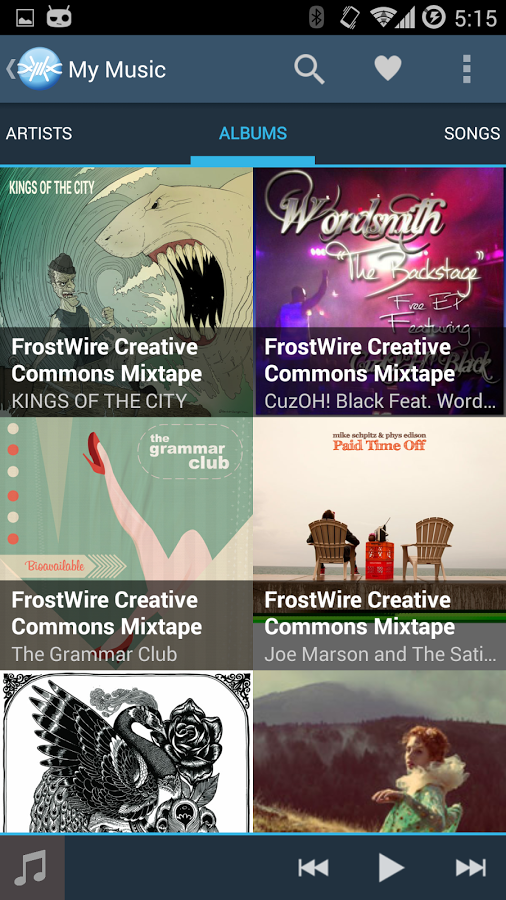 5:15
My Music
ARTISTS
ALBUMS
SONGS
KINGS OF THE CITY
FrostWire Creative
Commons Mixtape
KINGS OF THE CITY
Wordsmith
"The Backstage"
Free EP
Featuring
Black
FrostWire Creative
Commons Mixtape
CuzOH! Black Feat. Word...
the
grammar
club
Bioavailable
FrostWire Creative
Commons Mixtape
The Grammar Club
mike schpitz & phys edison
Paid Time Off
FrostWire Creative
Commons Mixtape
Joe Marson and The Sati...